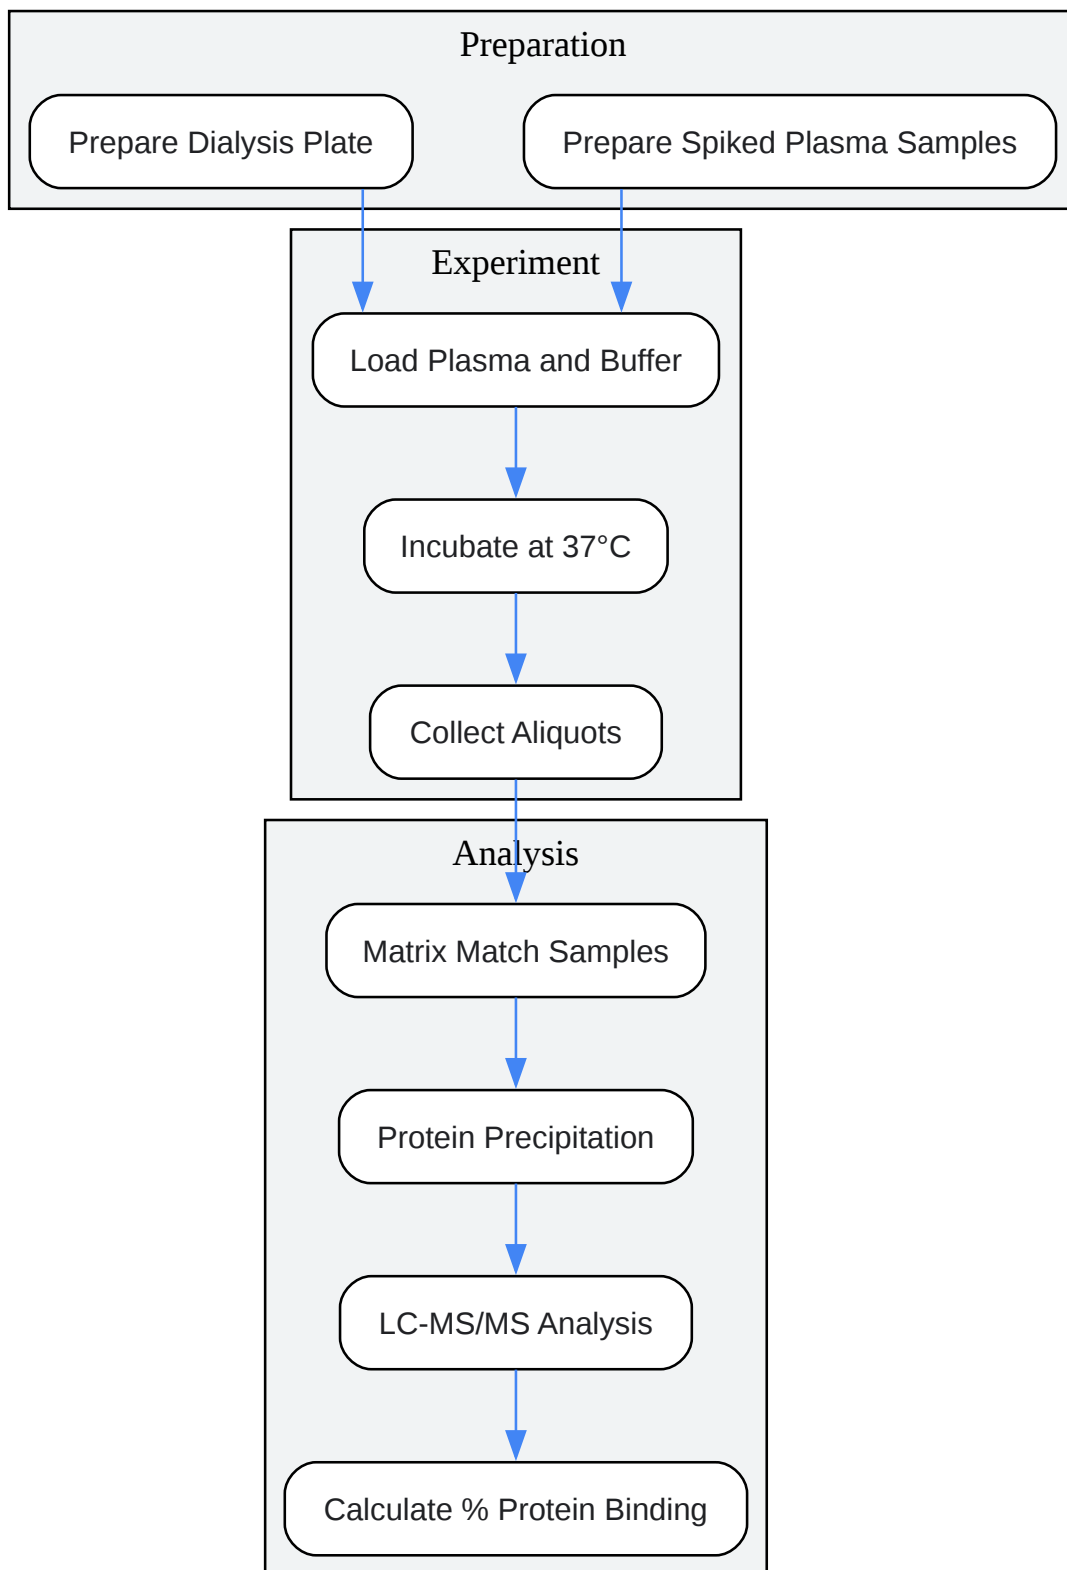 Preparation
Prepare Dialysis Plate
Prepare Spiked Plasma Samples
Experiment
Load Plasma and Buffer
Incubate at 37°C
Collect Aliquots
Analysis
Matrix Match Samples
Protein Precipitation
LC-MS/MS Analysis
Calculate % Protein Binding